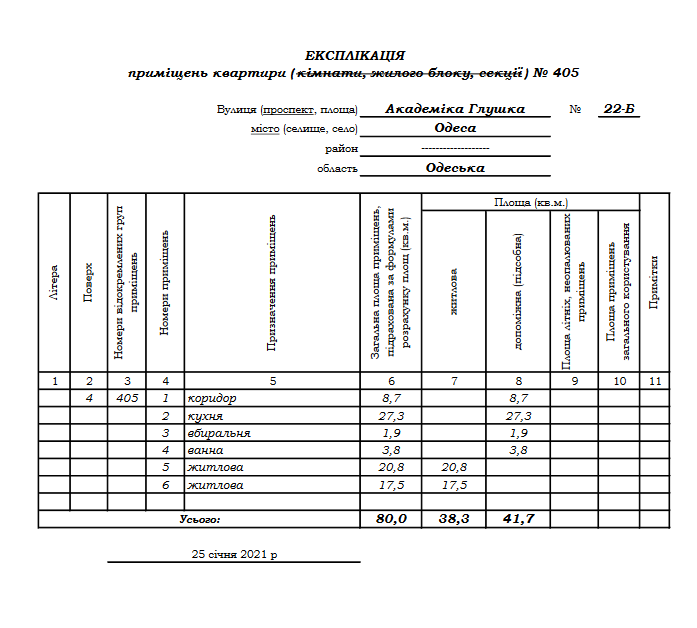 ЕКСПЛІКАЦІЯ
приміщень квартири (кімнати, жилого блоку, секції) № 405
Вулиця (проспект, площа) Академіка Глушка № 22-Б
місто (селище, село) Одеса
район -------------------
область Одеська
Літера
Поверх
Номери відокремлених груп приміщень
Номери приміщень
Призначення приміщень
Загальна площа приміщень, підрахована за формулами розрахунку площ (кв.м.)
Площа (кв.м.)
житлова
допоміжна (підсобна)
Площа літніх, неопалюваних приміщень
Площа приміщень загального користування
Примітки
1 2 3 4 5 6 7 8 9 10 11
4 405 1 коридор 8,7 8,7
2 кухня 27,3 27,3
3 вбиральня 1,9 1,9
4 ванна 3,8 3,8
5 житлова 20,8 20,8
6 житлова 17,5 17,5
Усього: 80,0 38,3 41,7
25 січня 2021 р